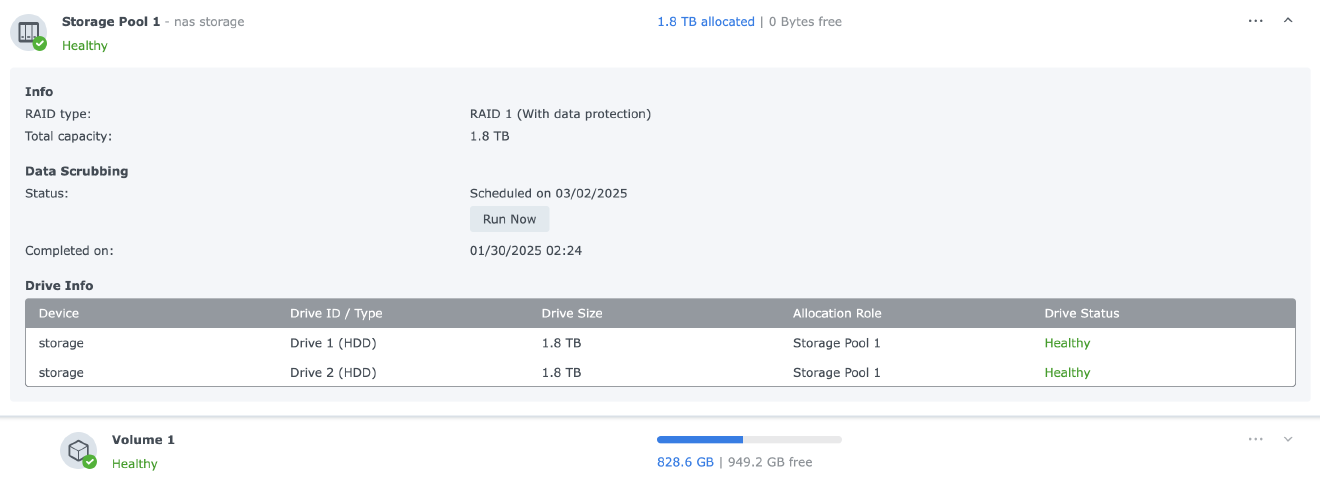 Storage Pool 1 - nas storage 1.8 TB allocated | 0 Bytes free
Healthy
Info
RAID type: RAID 1 (With data protection)
Total capacity: 1.8 TB
Data Scrubbing
Status: Scheduled on 03/02/2025
Run Now
Completed on: 01/30/2025 02:24
Drive Info
Device Drive ID / Type Drive Size Allocation Role Drive Status
storage Drive 1 (HDD) 1.8 TB Storage Pool 1 Healthy
storage Drive 2 (HDD) 1.8 TB Storage Pool 1 Healthy
Volume 1
Healthy 828.6 GB | 949.2 GB free